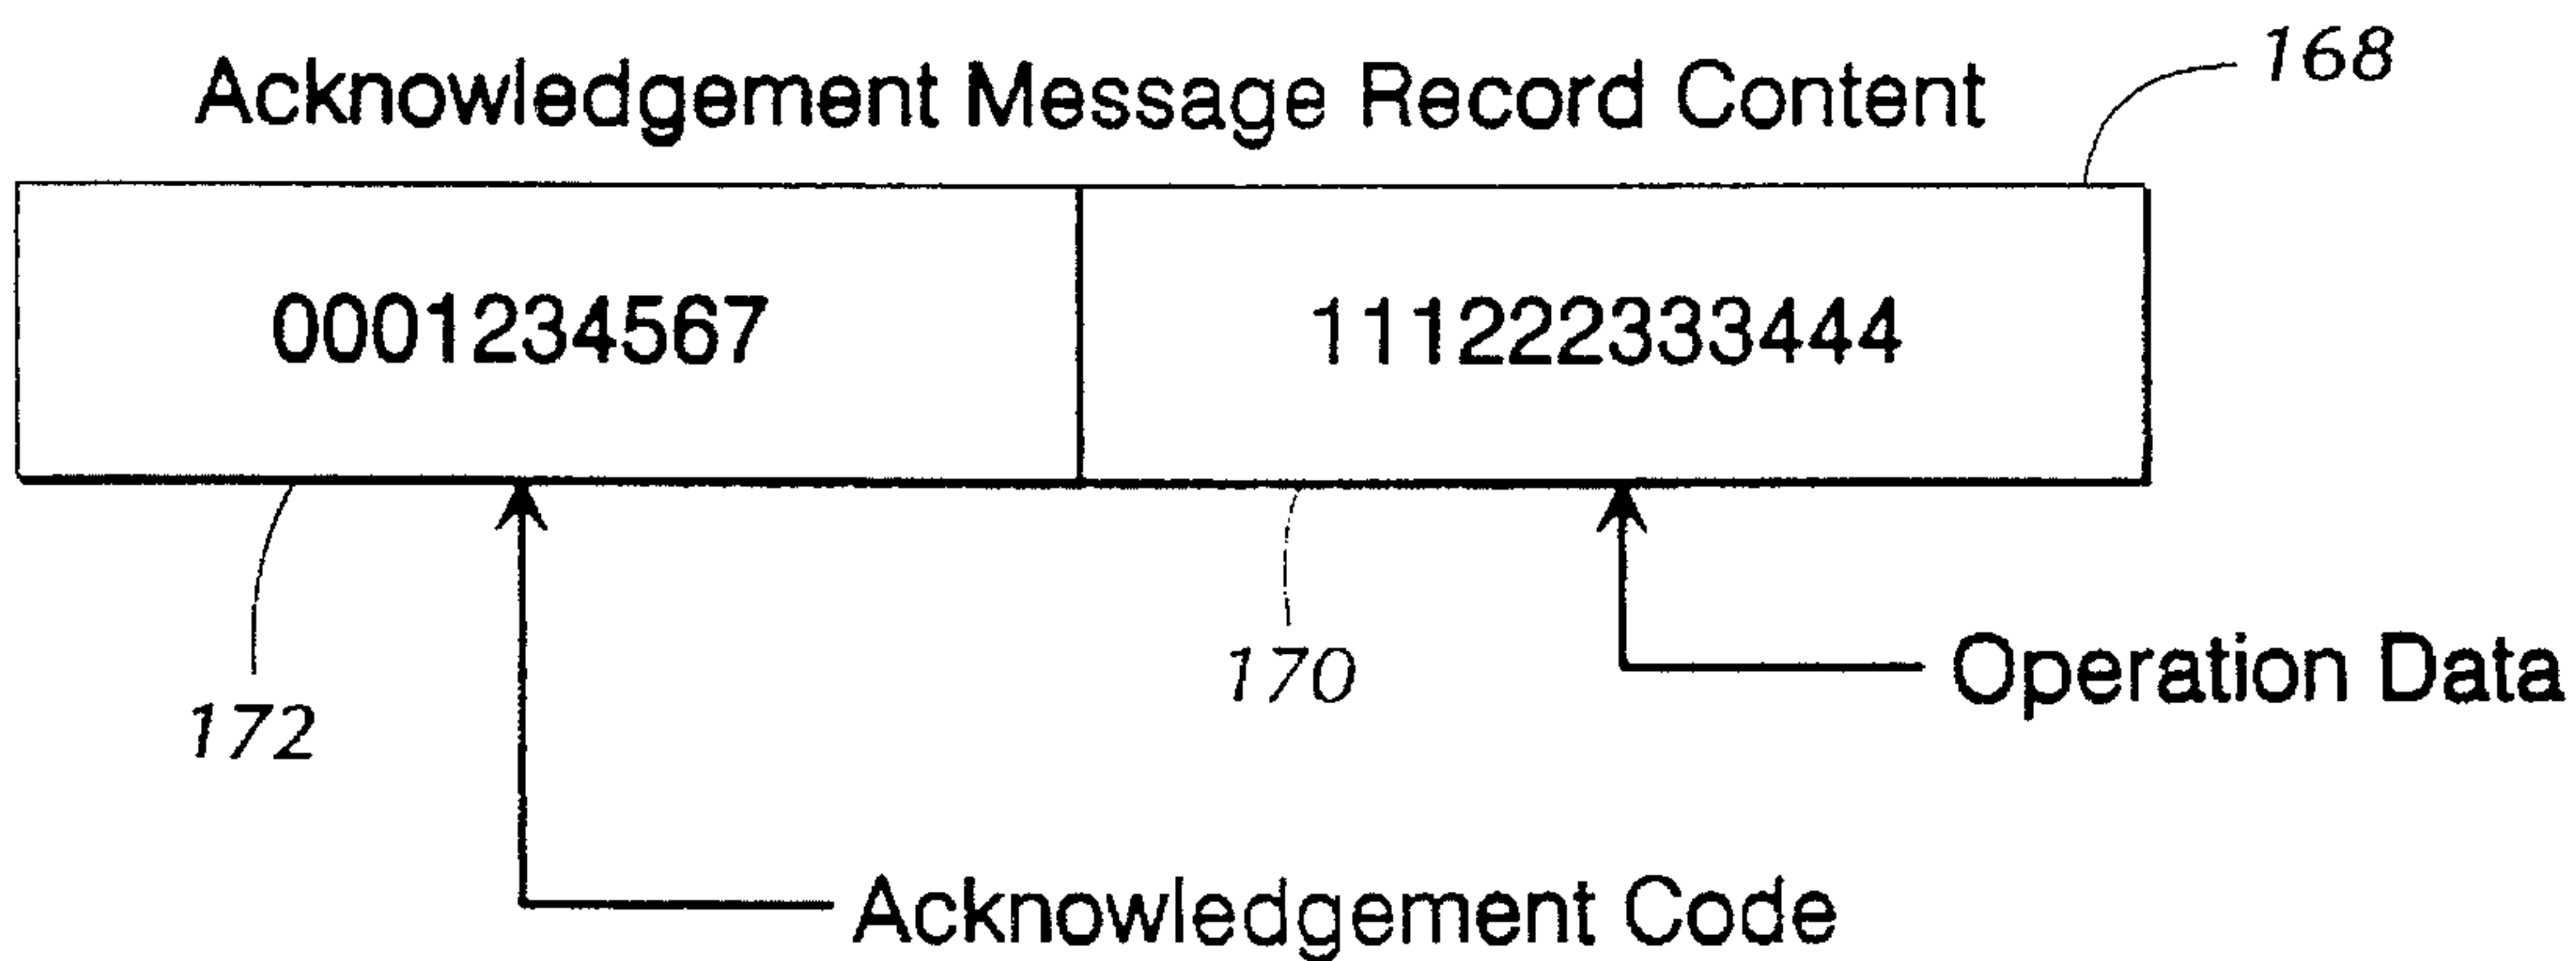 168
Acknowledgement Message Record Content
0001234567 111222333444
172
170
Operation Data
Acknowledgement Code